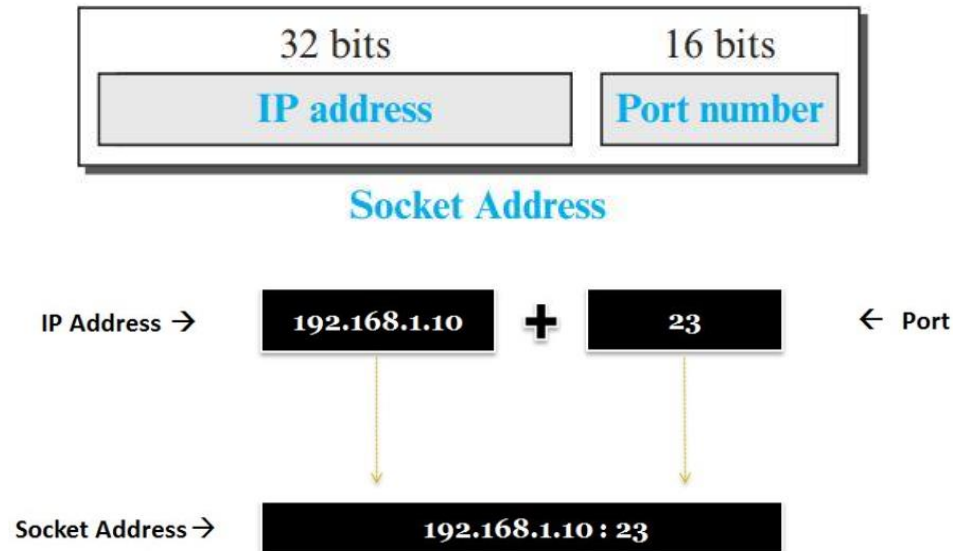 32 bits 16 bits
IP address Port number
Socket Address
IP Address → 192.168.1.10 + 23 ← Port
Socket Address → 192.168.1.10 : 23